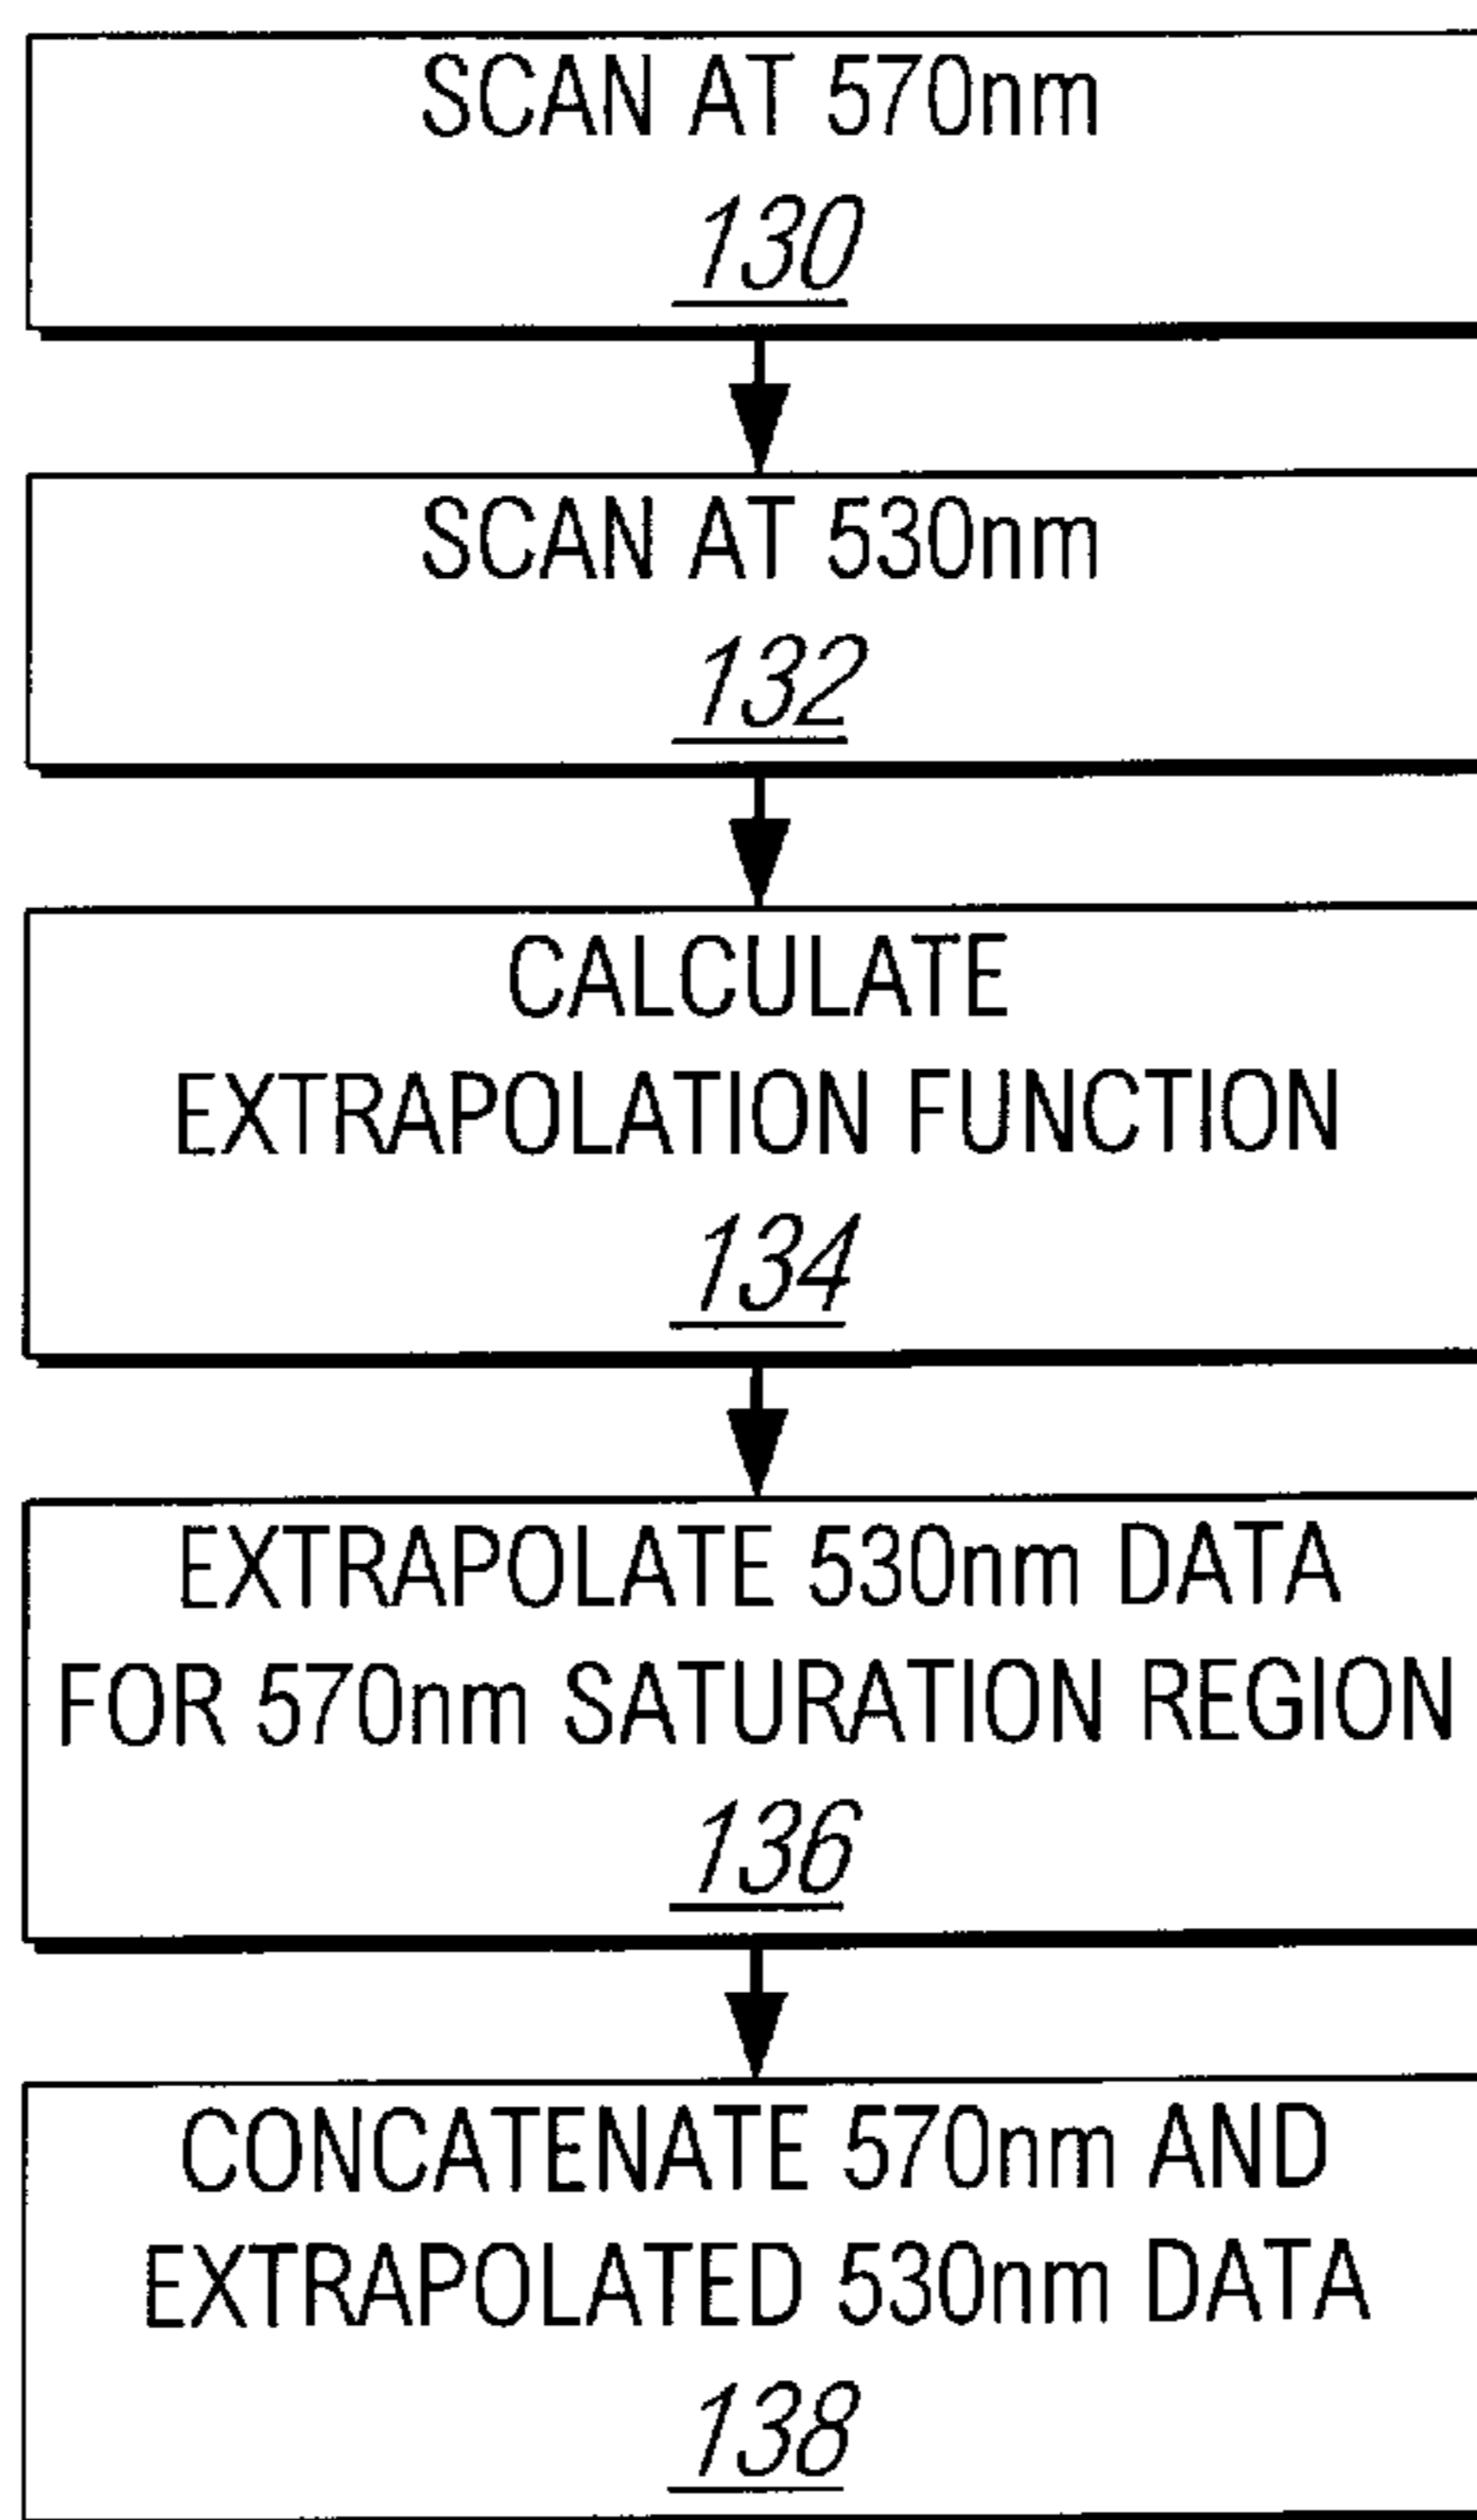 SCAN AT 570nm
130
SCAN AT 530nm
132
CALCULATE
EXTRAPOLATION FUNCTION
134
EXTRAPOLATE 530nm DATA
FOR 570nm SATURATION REGION
136
CONCATENATE 570nm AND
EXTRAPOLATED 530nm DATA
138